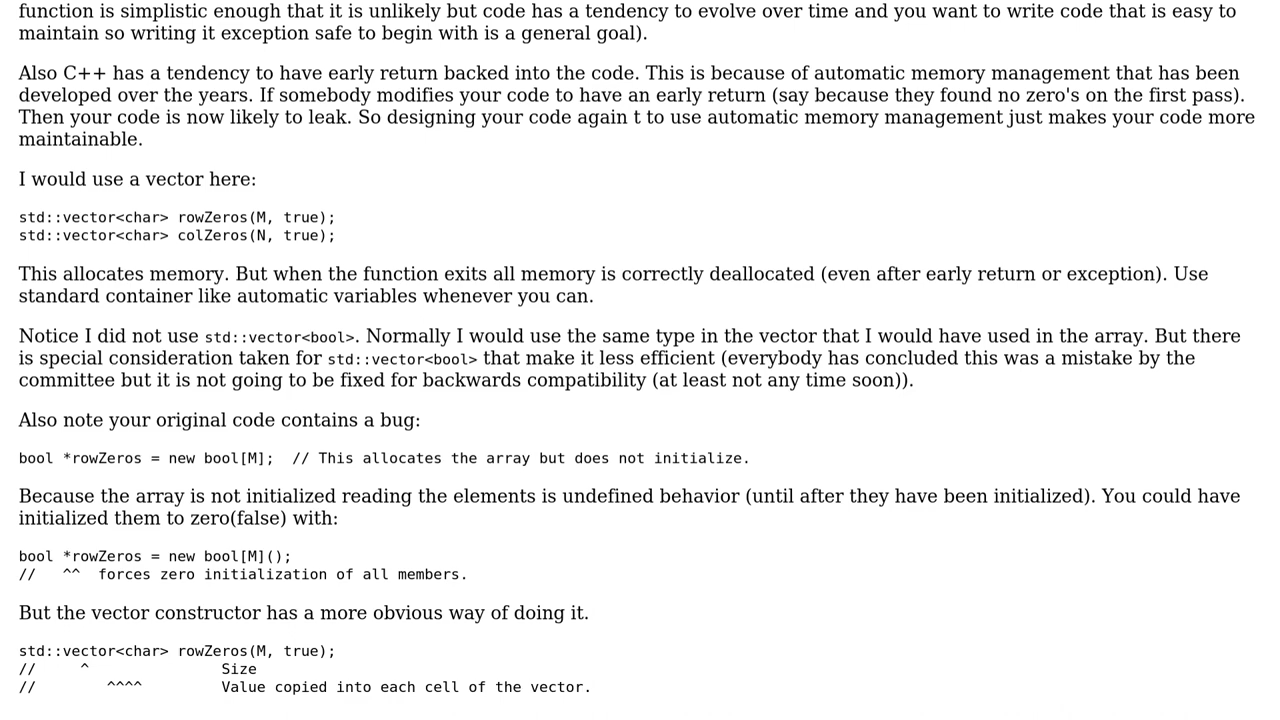 function is simplistic enough that it is unlikely but code has a tendency to evolve over time and you want to write code that is easy to
maintain so writing it exception safe to begin with is a general goal).
Also C++ has a tendency to have early return backed into the code. This is because of automatic memory management that has been
developed over the years. If somebody modifies your code to have an early return (say because they found no zero's on the first pass).
Then your code is now likely to leak. So designing your code again t to use automatic memory management just makes your code more
maintainable.
I would use a vector here:
std::vector<char> rowZeros(M, true);
std::vector<char> colZeros(N, true);
This allocates memory. But when the function exits all memory is correctly deallocated (even after early return or exception). Use
standard container like automatic variables whenever you can.
Notice I did not use std::vector<bool>. Normally I would use the same type in the vector that I would have used in the array. But there
is special consideration taken for std::vector<bool> that make it less efficient (everybody has concluded this was a mistake by the
committee but it is not going to be fixed for backwards compatibility (at least not any time soon)).
Also note your original code contains a bug:
bool *rowZeros = new bool[M];  // This allocates the array but does not initialize.
Because the array is not initialized reading the elements is undefined behavior (until after they have been initialized). You could have
initialized them to zero(false) with:
bool *rowZeros = new bool[M]();
//   ^^  forces zero initialization of all members.
But the vector constructor has a more obvious way of doing it.
std::vector<char> rowZeros(M, true);
//     ^               Size
//        ^^^^         Value copied into each cell of the vector.